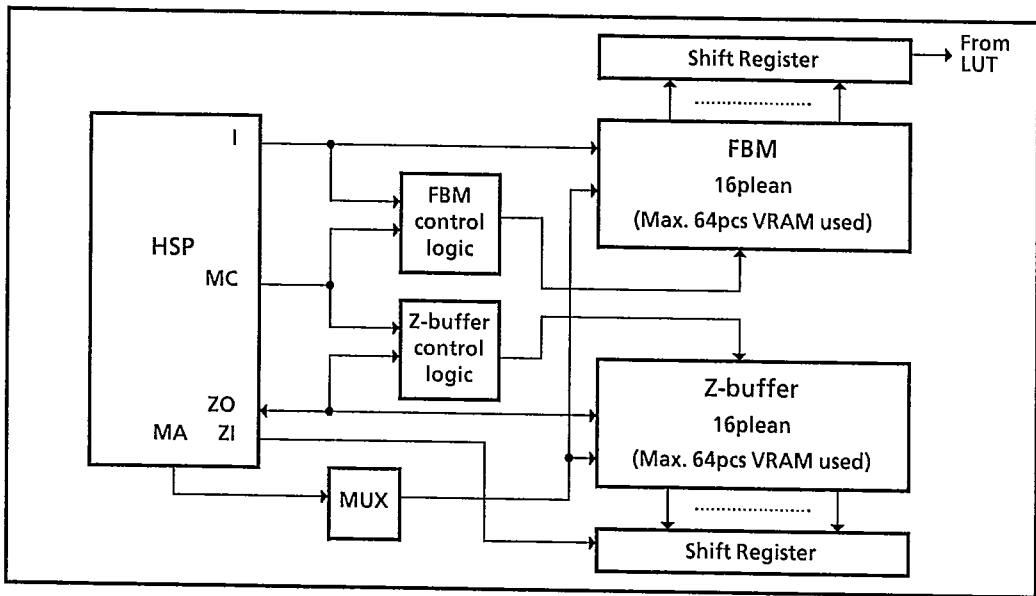 Shift Register
From
LUT
I
FBM
16plean
(Max. 64pcs VRAM used)
FBM
control
logic
HSP
MC
Z-buffer
control
logic
Z-buffer
16plean
(Max. 64pcs VRAM used)
ZO
MA ZI
MUX
Shift Register